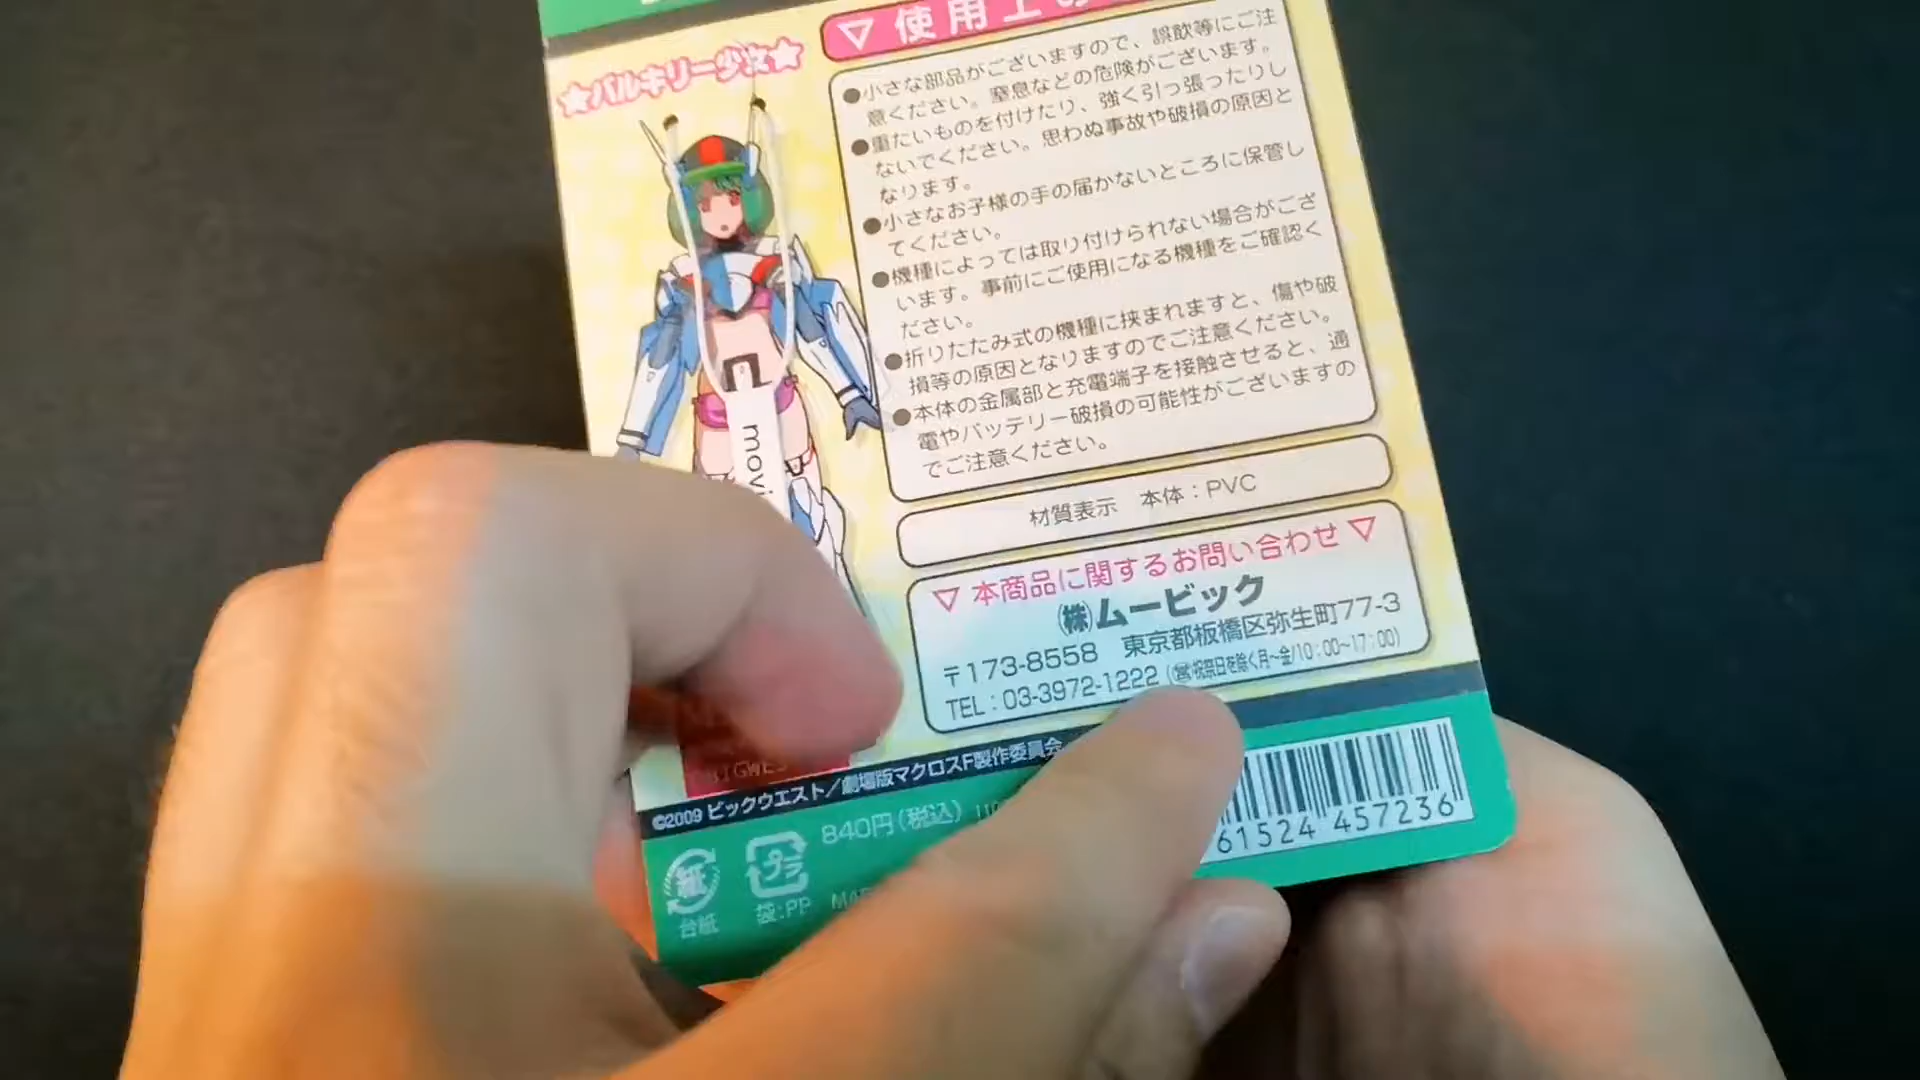 ★バルキリー少女★
▽使用上の
●小さな部品がございますので、誤飲等にご注
意ください。窒息などの危険がございます。
●重たいものを付けたり、強く引っ張ったりし
ないでください。思わぬ事故や破損の原因と
なります。
●小さなお子様の手の届かないところに保管し
てください。
●機種によっては取り付けられない場合がござ
います。事前にご使用になる機種をご確認く
ださい。
●折りたたみ式の機種に挟まれますと、傷や破
損等の原因となりますのでご注意ください。
●本体の金属部と充電端子を接触させると、通
電やバッテリー破損の可能性がございますの
でご注意ください。
movi
材質表示　本体：PVC
▽ 本商品に関するお問い合わせ ▽
㈱ムービック
〒173-8558　東京都板橋区弥生町77-3
TEL：03-3972-1222（㊡祝祭日を除く月～金/10：00~17：00）
BIGWES
©2009 ビックウエスト／劇場版マクロスF製作委員会
840円（税込）
紙
台紙
プラ
袋:PP
MA
61524 457236